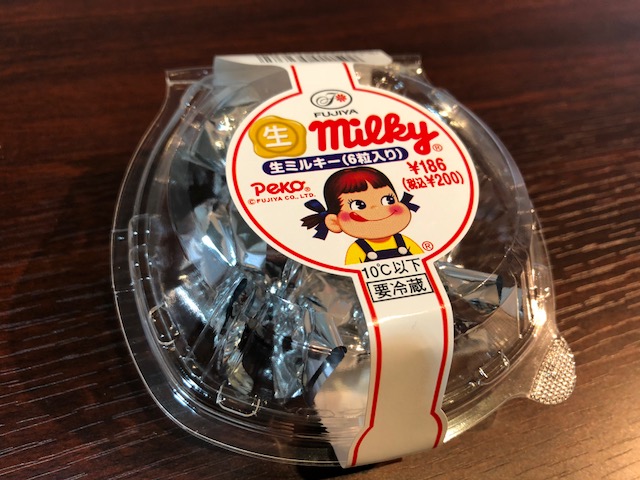 FUJIYA
生
milky®
生ミルキー(6粒入り)
¥186
(税込¥200)
Peko®
©FUJIYA CO., LTD.
®
10℃以下
要冷蔵